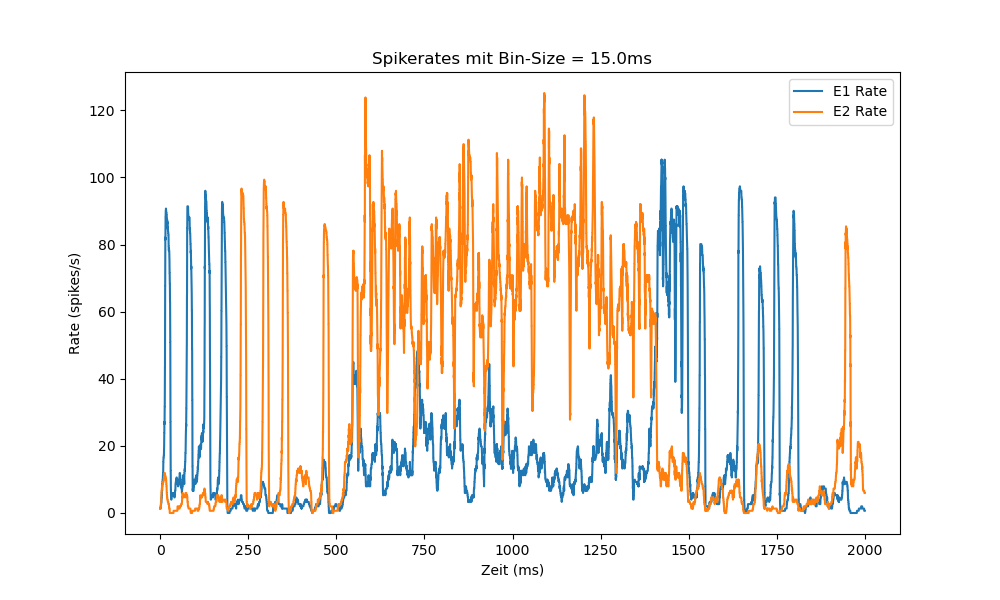 Spikerates mit Bin-Size = 15.0ms
E1 Rate
E2 Rate
Rate (spikes/s)
120
100
80
60
40
20
0
0 250 500 750 1000 1250 1500 1750 2000
Zeit (ms)